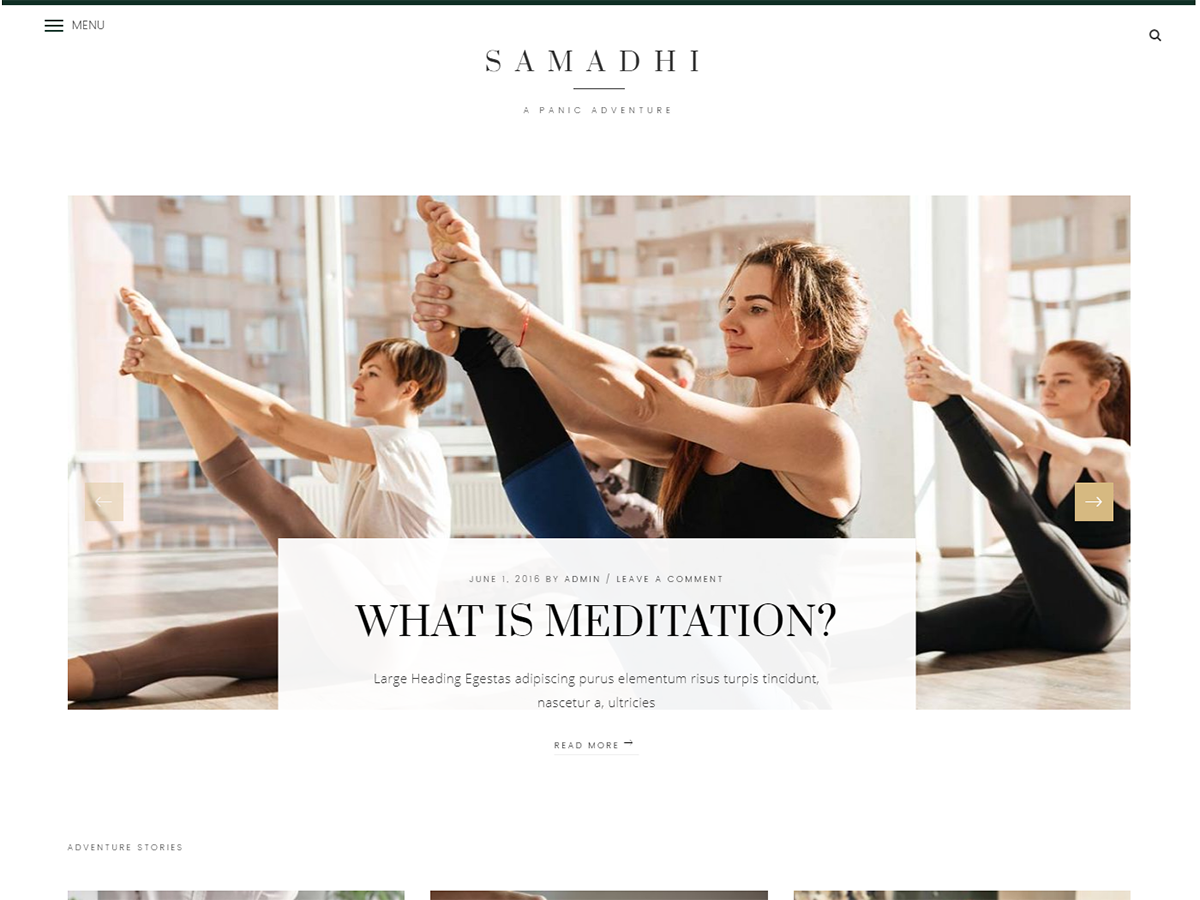 MENU
SAMADHI
A PANIC ADVENTURE
JUNE 1, 2016 BY ADMIN / LEAVE A COMMENT
WHAT IS MEDITATION?
Large Heading Egestas adipiscing purus elementum risus turpis tincidunt,
nascetur a, ultricies
READ MORE
ADVENTURE STORIES